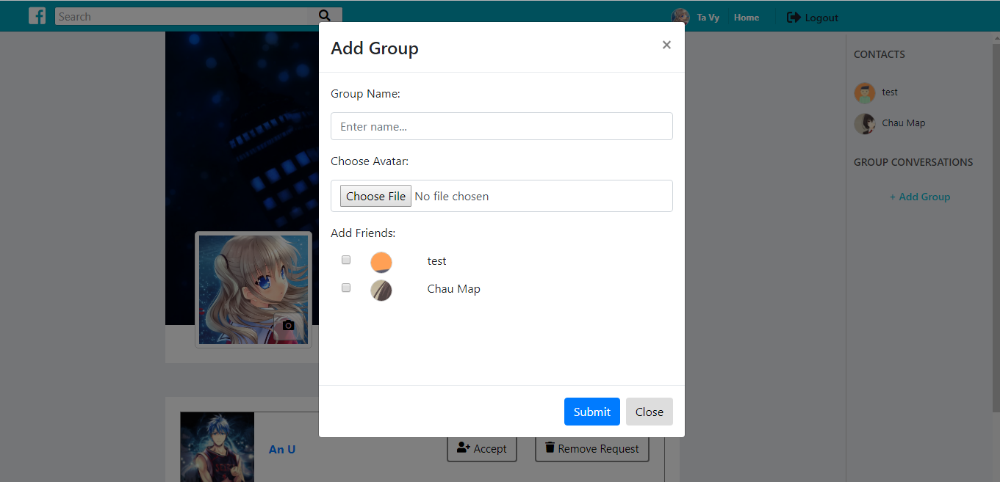 Search
Ta Vy
Home
Logout
Add Group
×
Group Name:
Enter name...
Choose Avatar:
Choose File No file chosen
Add Friends:
test
Chau Map
Submit
Close
CONTACTS
test
Chau Map
GROUP CONVERSATIONS
+ Add Group
An U
Accept
Remove Request